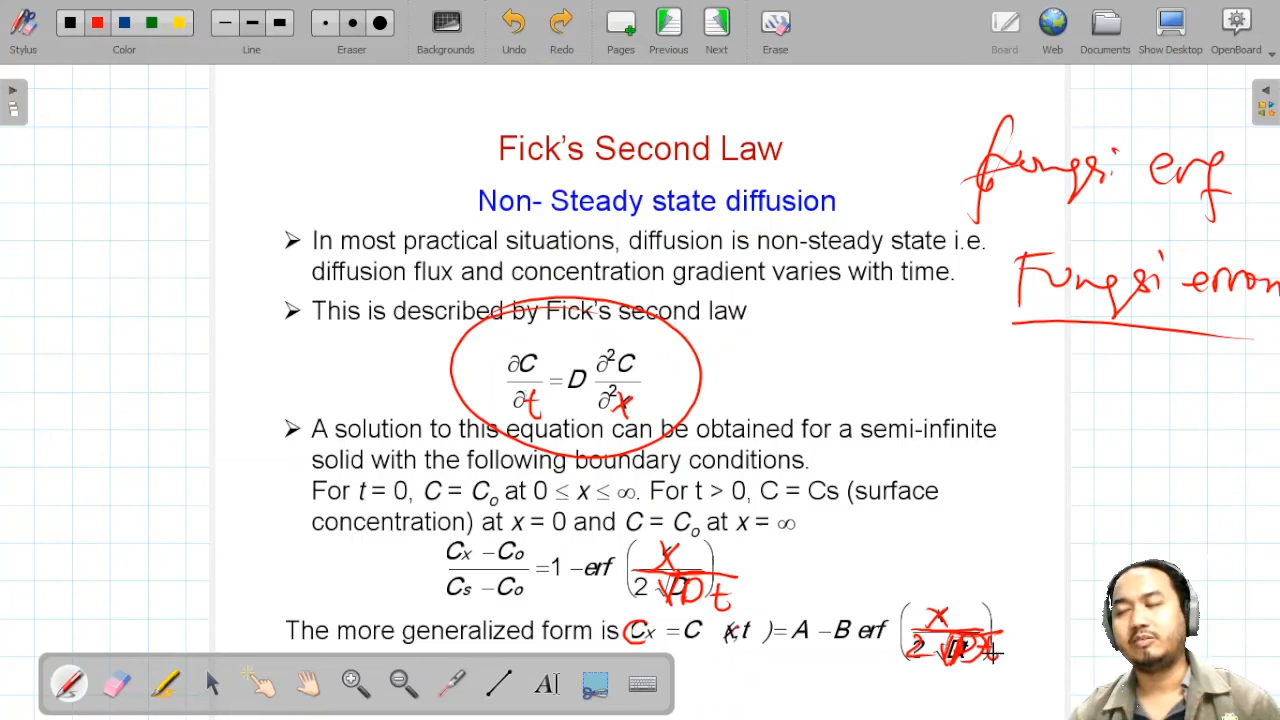 Stylus Color Line Eraser Backgrounds Undo Redo Pages Previous Next Erase Board Web Documents Show Desktop OpenBoard
Fick's Second Law
Non- Steady state diffusion
fungsi erf
Fungsi error
➢ In most practical situations, diffusion is non-steady state i.e.
diffusion flux and concentration gradient varies with time.
➢ This is described by Fick's second law
∂C/∂t = D ∂²C/∂²x
➢ A solution to this equation can be obtained for a semi-infinite
solid with the following boundary conditions.
For t = 0, C = Co at 0 ≤ x ≤ ∞. For t > 0, C = Cs (surface
concentration) at x = 0 and C = Co at x = ∞
(Cx – Co)/(Cs – Co) = 1 – erf (x/2√Dt)
The more generalized form is Cx = C x,t ) = A – B erf (x/2√Dt)